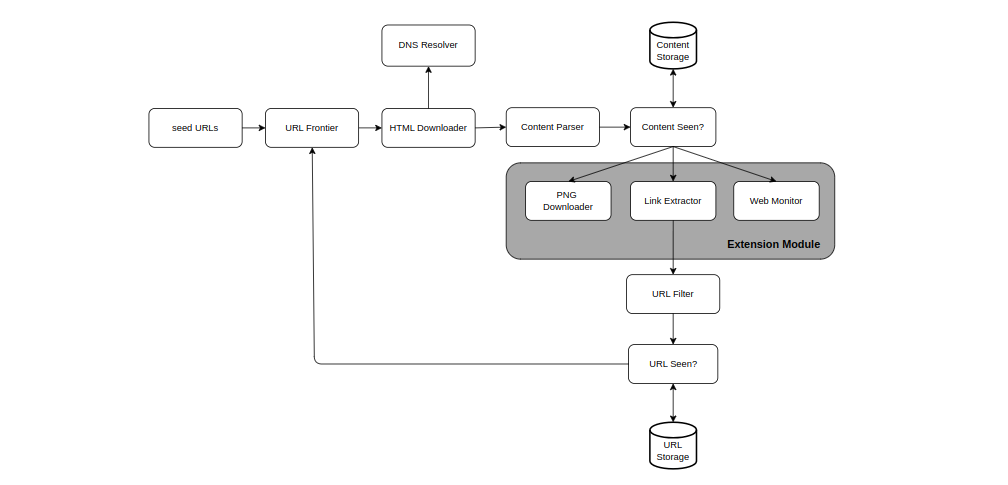 DNS Resolver
Content
Storage
seed URLs
URL Frontier
HTML Downloader
Content Parser
Content Seen?
PNG
Downloader
Link Extractor
Web Monitor
Extension Module
URL Filter
URL Seen?
URL
Storage